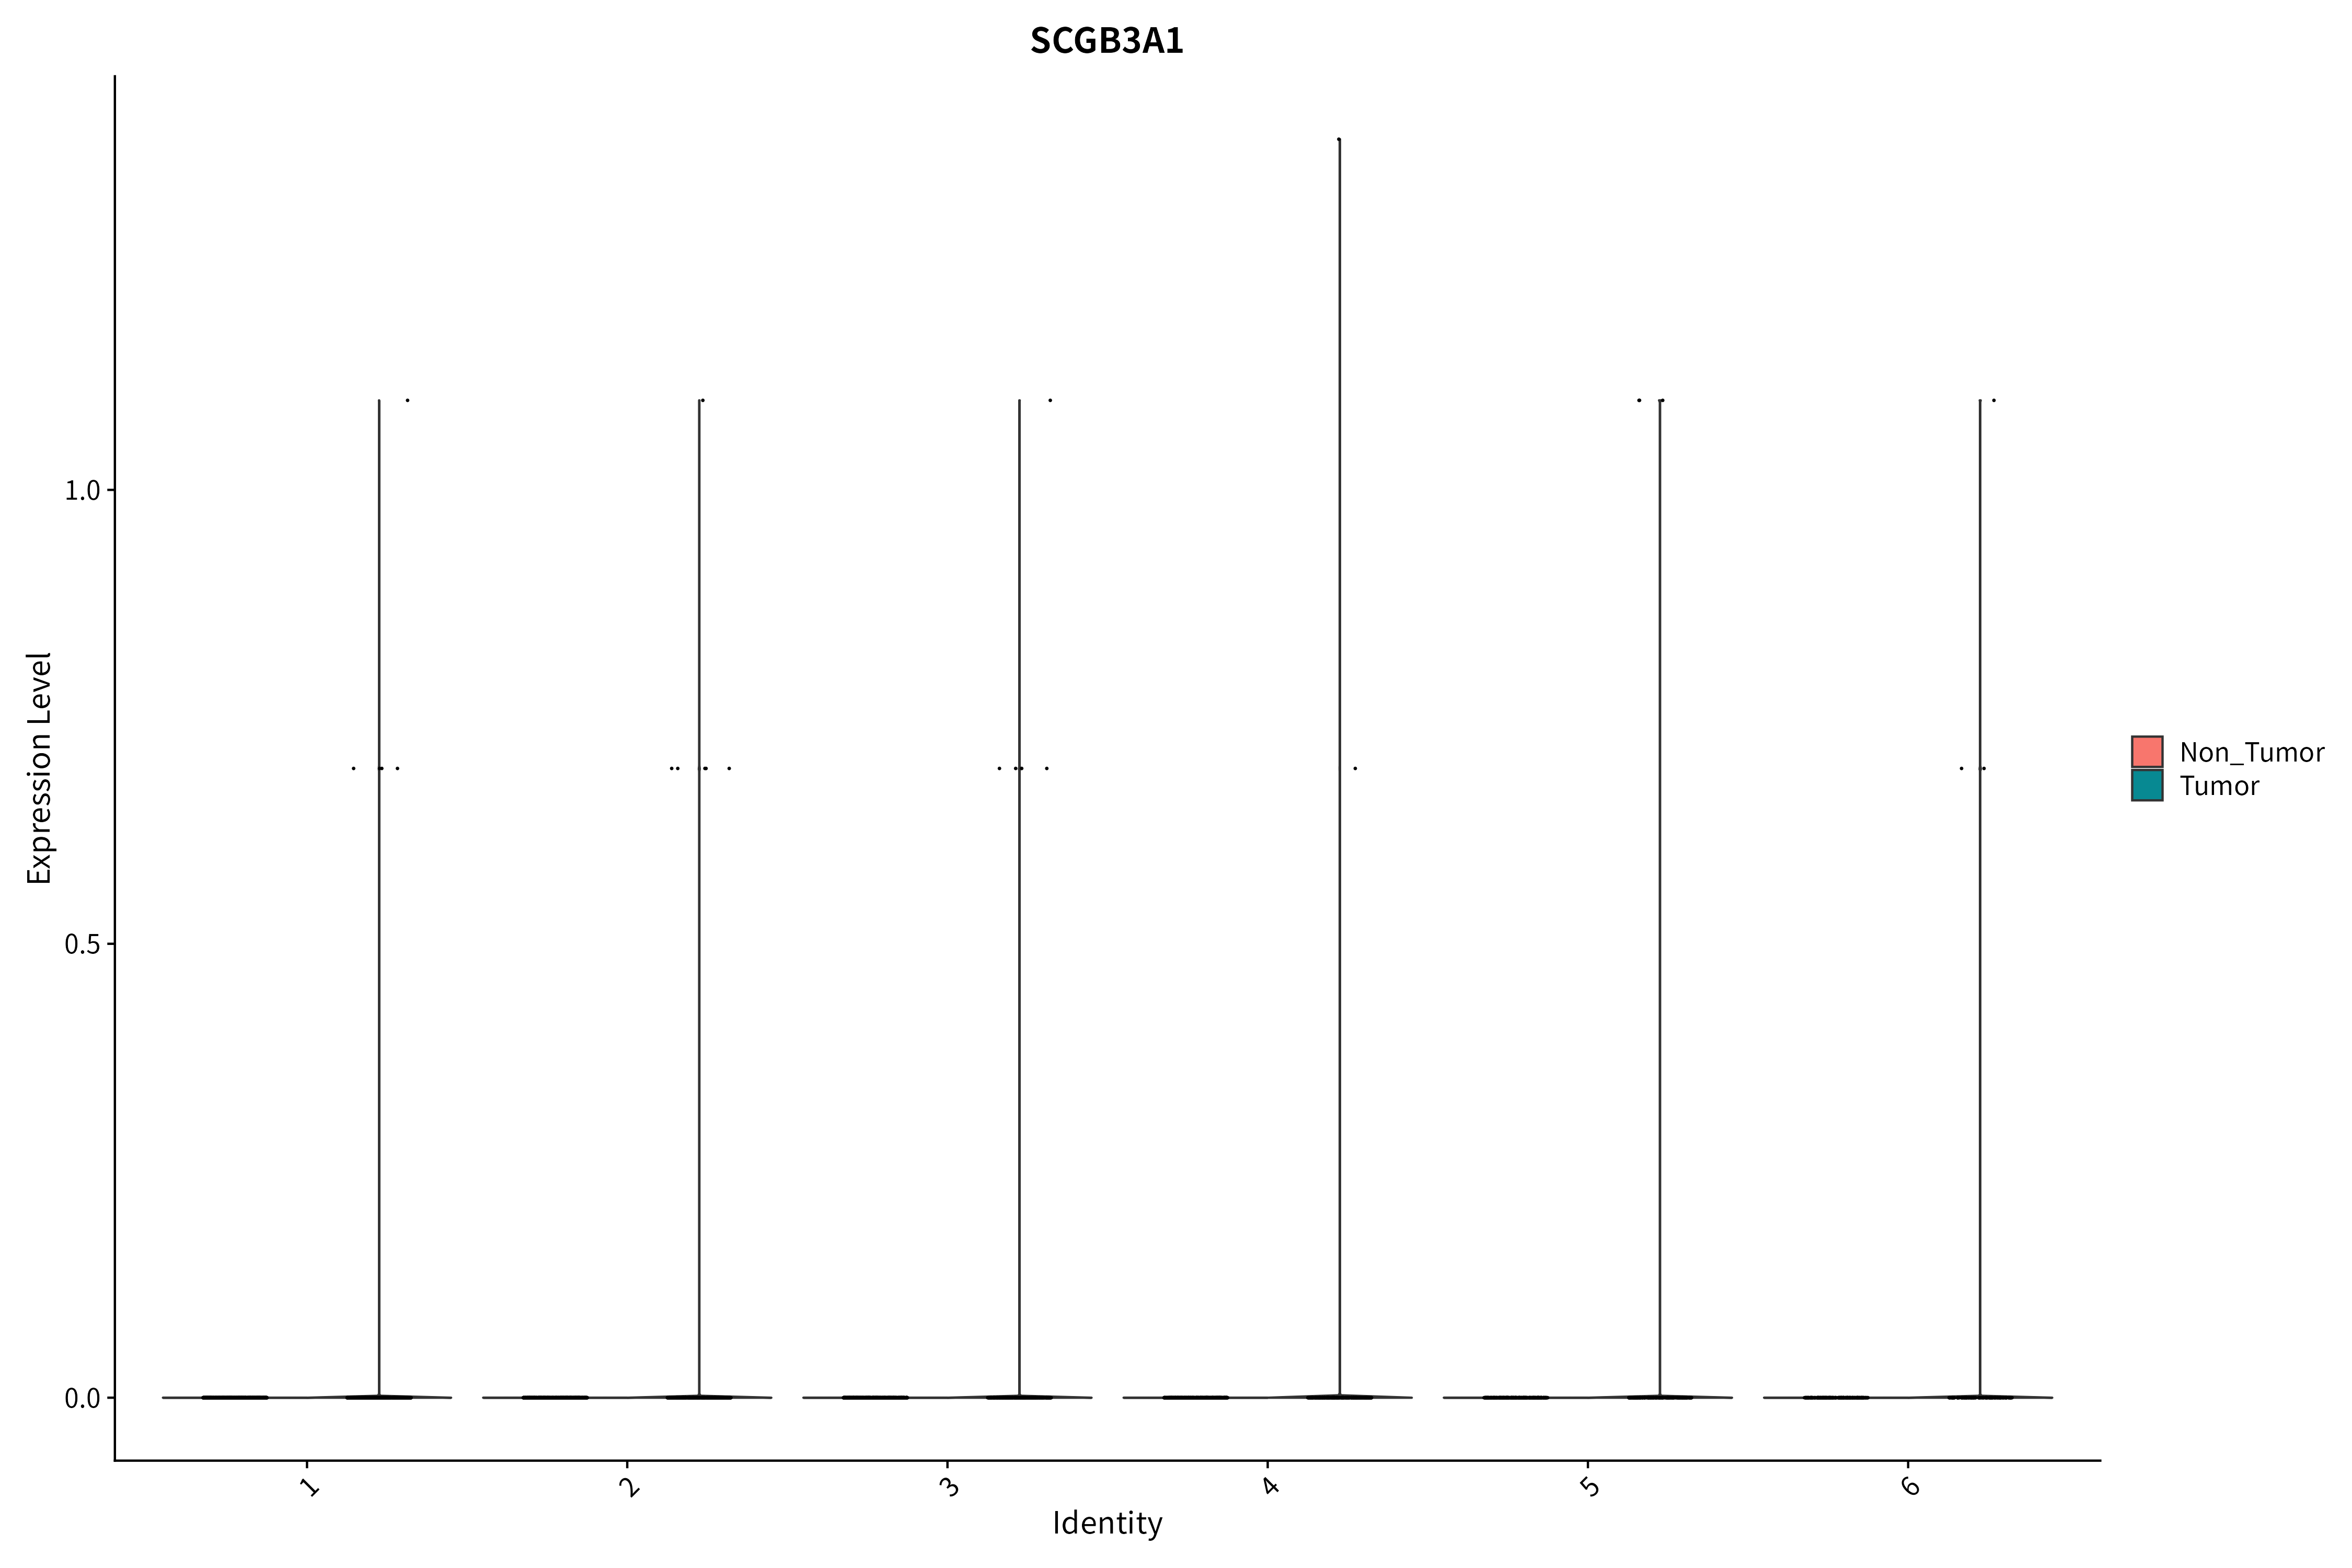 SCGB3A1
Expression Level
1.0
0.5
0.0
1
2
3
4
5
6
Identity
Non_Tumor
Tumor